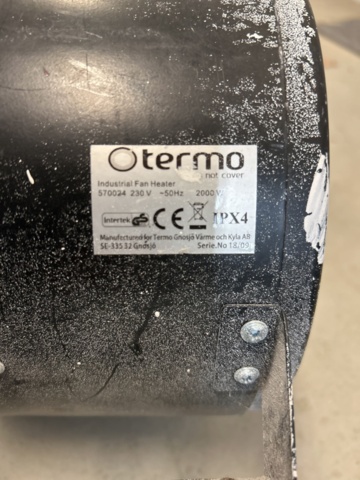 termo
not cover
Industrial Fan Heater
570024 230 V ~50Hz 2000 W
Intertek GS CE IPX4
Manufactured for Termo Gnosjö Värme och Kyla AB
SE-335 32 Gnosjö Serie.No 18/09